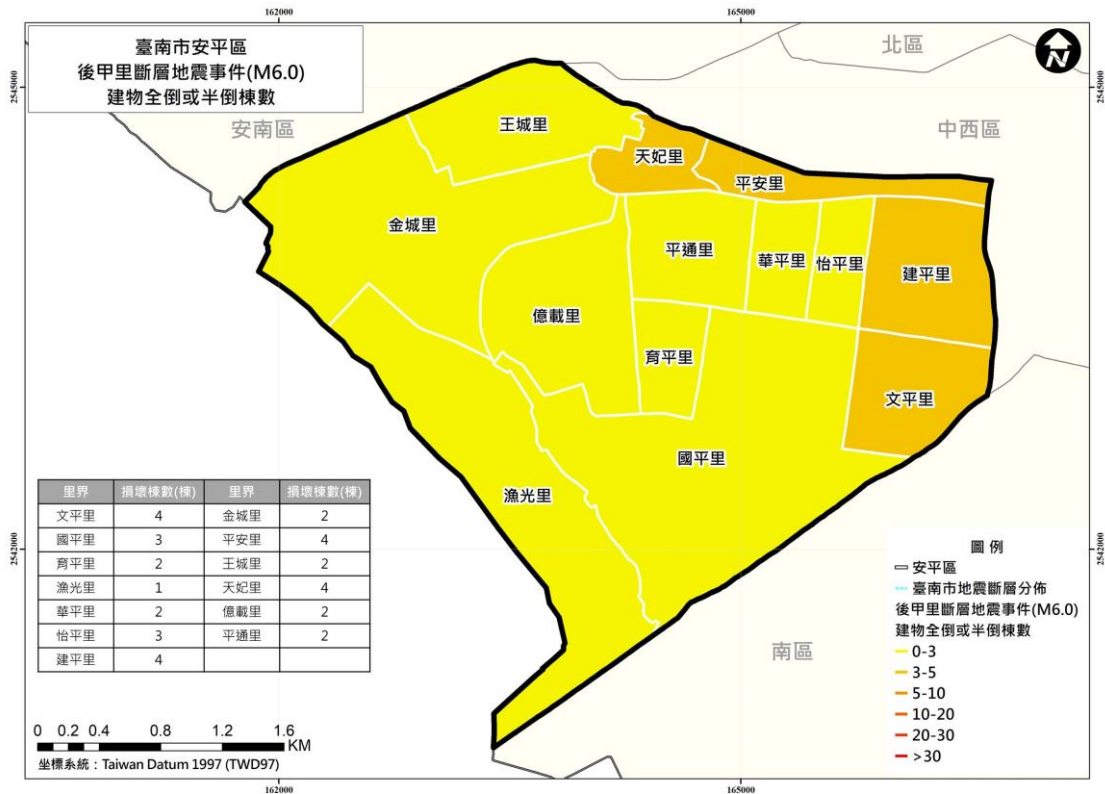 162000
165000
臺南市安平區
後甲里斷層地震事件(M6.0)
建物全倒或半倒棟數
北區
N
2545000
2545000
安南區
中西區
王城里
天妃里
平安里
金城里
平通里
華平里
怡平里
建平里
億載里
育平里
文平里
國平里
漁光里
里界 損壞棟數(棟) 里界 損壞棟數(棟)
文平里 4 金城里 2
國平里 3 平安里 4
育平里 2 王城里 2
漁光里 1 天妃里 4
華平里 2 億載里 2
怡平里 3 平通里 2
建平里 4
2542000
2542000
圖例
安平區
臺南市地震斷層分佈
後甲里斷層地震事件(M6.0)
建物全倒或半倒棟數
0-3
3-5
5-10
10-20
20-30
>30
南區
0 0.2 0.4 0.8 1.2 1.6
KM
坐標系統：Taiwan Datum 1997 (TWD97)
162000
165000